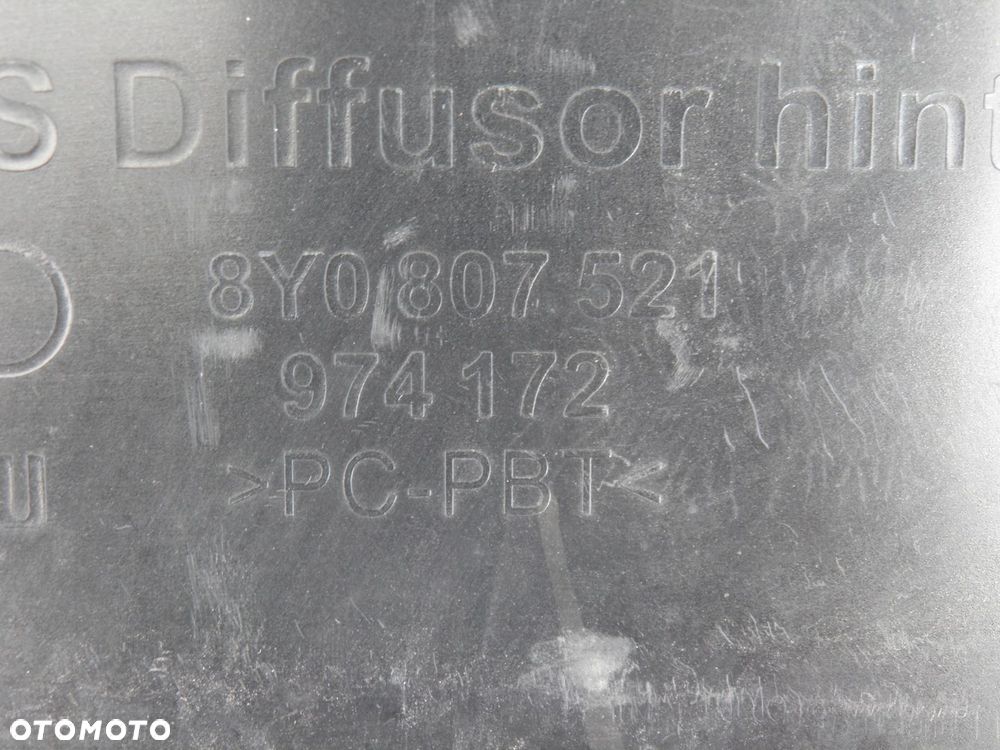 S Diffusor hint
8Y0 807 521
974 172
>PC-PBT<
u
OTOMOTO